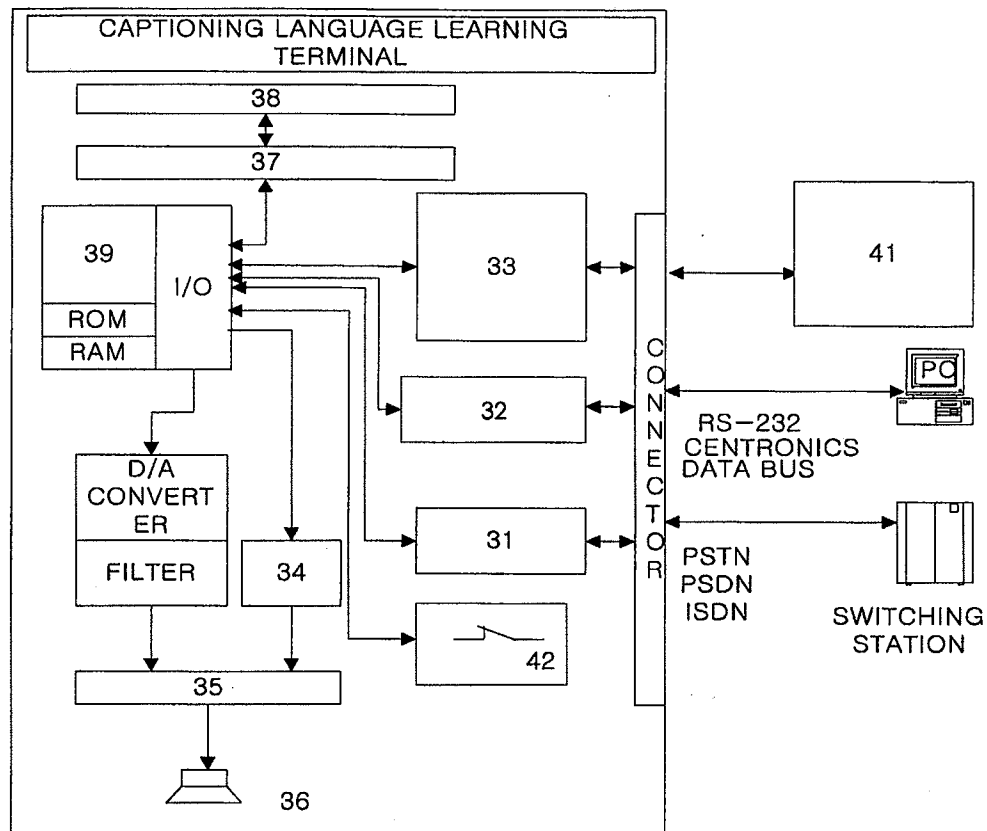 CAPTIONING LANGUAGE LEARNING
TERMINAL
38
37
39
I/O
ROM
RAM
33
41
32
PC
RS-232
CENTRONICS
DATA BUS
CONNECTOR
D/A
CONVERT
ER
FILTER
34
31
PSTN
PSDN
ISDN
SWITCHING
STATION
42
35
36